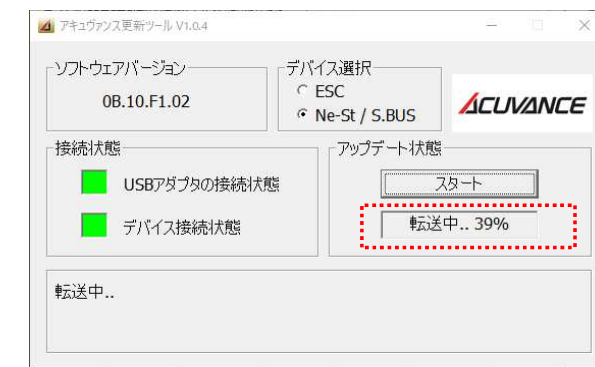 アキュヴァンス更新ツール V1.0.4
ソフトウェアバージョン
0B.10.F1.02
デバイス選択
ESC
Ne-St / S.BUS
ACUVANCE
接続状態
USBアダプタの接続状態
デバイス接続状態
アップデート状態
スタート
転送中.. 39%
転送中..